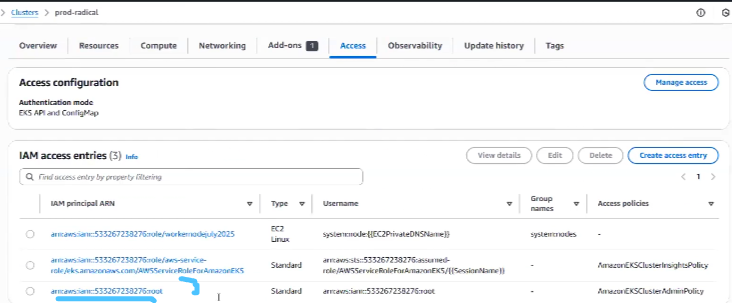 Clusters > prod-radical
Overview Resources Compute Networking Add-ons 1 Access Observability Update history Tags
Access configuration Manage access
Authentication mode
EKS API and ConfigMap
IAM access entries (3) Info View details Edit Delete Create access entry
Find access entry by property filtering < 1 >
IAM principal ARN Type Username Group names Access policies
arn:aws:iam::533267238276:role/workernodejuly2025 EC2 Linux system:node:{{EC2PrivateDNSName}} system:nodes -
arn:aws:iam::533267238276:role/aws-service-role/eks.amazonaws.com/AWSServiceRoleForAmazonEKS Standard arn:aws:sts::533267238276:assumed-role/AWSServiceRoleForAmazonEKS/{{SessionName}} - AmazonEKSClusterInsightsPolicy
arn:aws:iam::533267238276:root Standard arn:aws:iam::533267238276:root - AmazonEKSClusterAdminPolicy